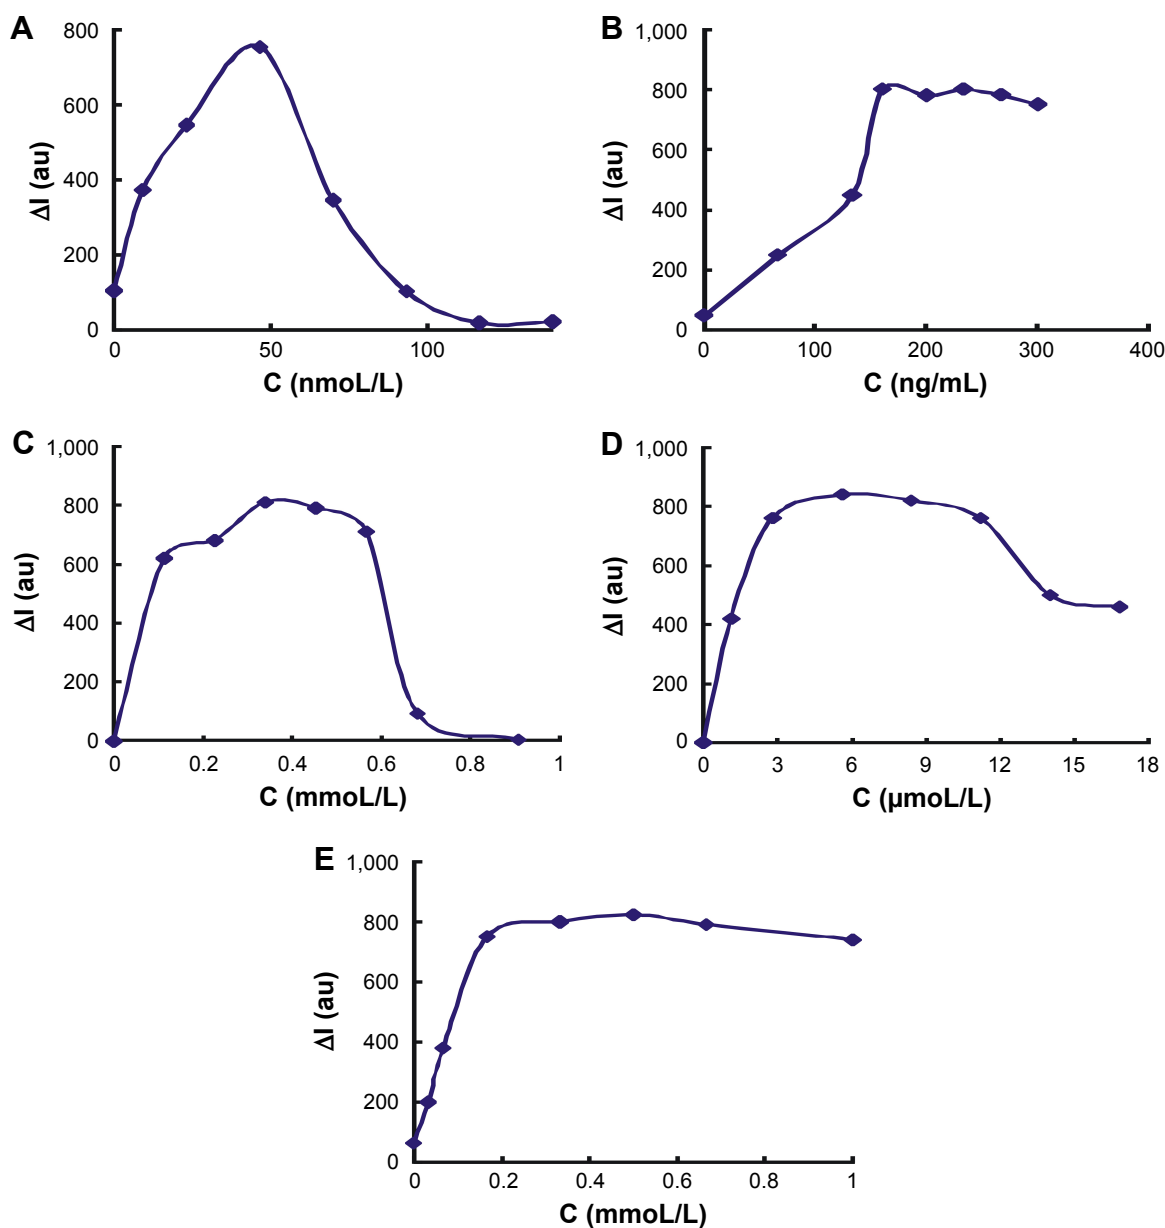 A
800
600
400
200
0
ΔI (au)
0 50 100
C (nmoL/L)
B
1,000
800
600
400
200
0
ΔI (au)
0 100 200 300 400
C (ng/mL)
C
1,000
800
600
400
200
0
ΔI (au)
0 0.2 0.4 0.6 0.8 1
C (mmoL/L)
D
1,000
800
600
400
200
0
ΔI (au)
0 3 6 9 12 15 18
C (μmoL/L)
E
1,000
800
600
400
200
0
ΔI (au)
0 0.2 0.4 0.6 0.8 1
C (mmoL/L)